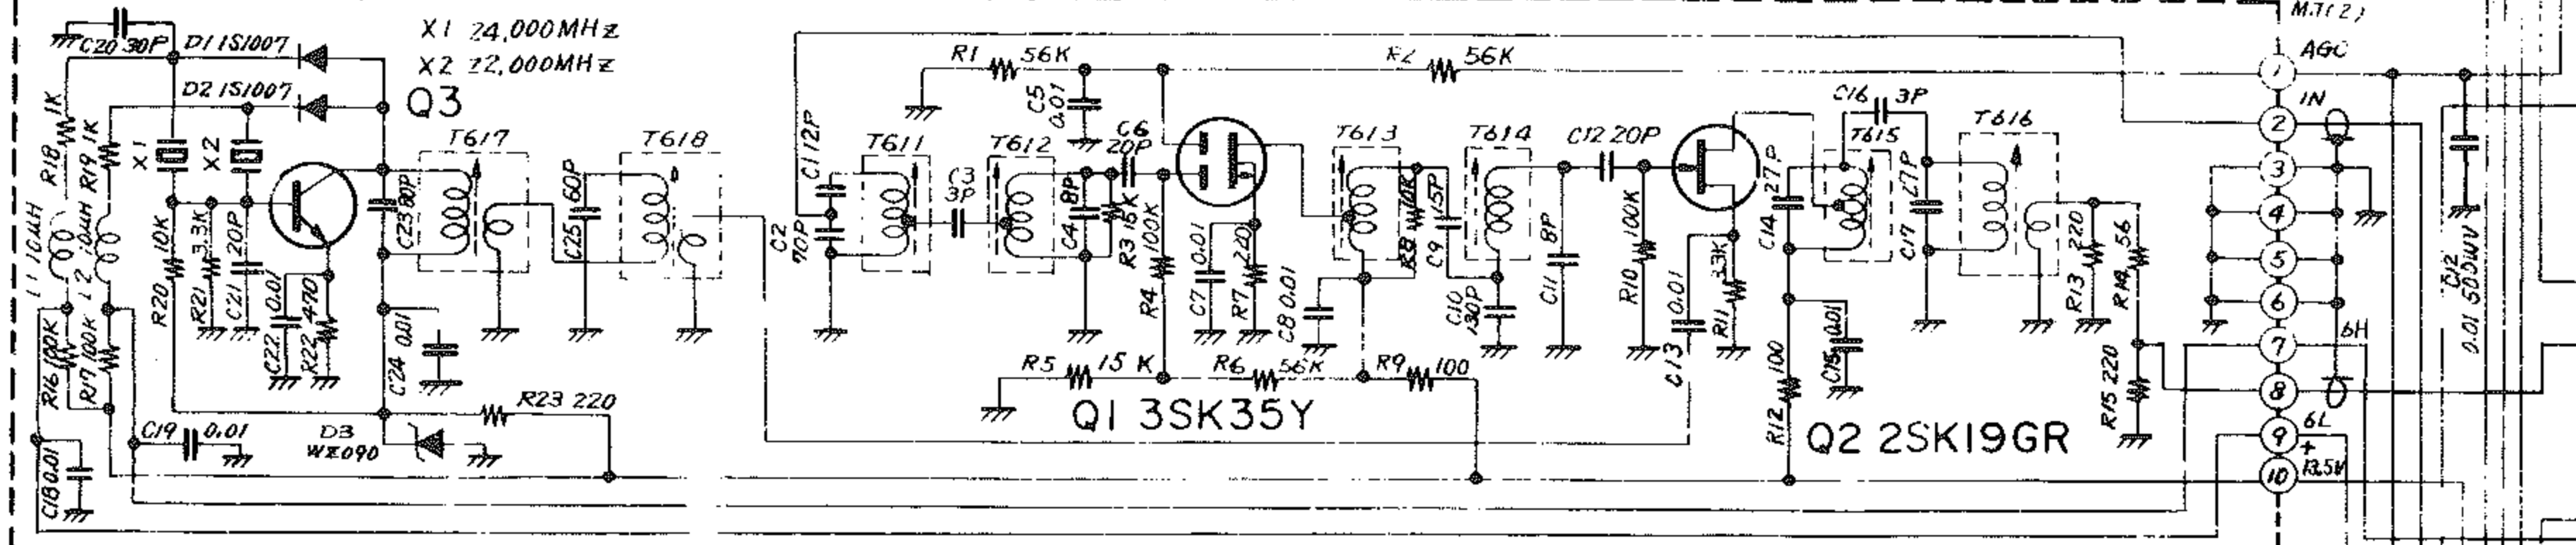 X1 24,000MHz
X2 22,000MHz
C20 30P
D1 1S1007
D2 1S1007
Q3
R18 1K
R19 1K
X1
X2
L1 10µH
L2 10µH
R20 10K
R21 3.3K
C21 20P
C22 0.01
R22 470
C23 80P
C24 0.01
R16 100K
R17 100K
C18 0.01
C19 0.01
D3
WZ090
R23 220
T617
C25 60P
T618
C1 12P
C2
70P
T611
C3
3P
T612
R1 56K
C5
0.01
C6
20P
C4 8P
R3 15K
R4 100K
R5 15K
R6 56K
Q1 3SK35Y
R2 56K
C7 0.01
R7 220
C8 0.01
T613
R8 10K
C9 15P
T614
C10
130P
R9 100
C11 8P
C12 20P
R10 100K
C13 0.01
R11 3.3K
Q2 2SK19GR
C14 27P
C15 0.01
R12 100
C16 3P
T615
C17 27P
T616
R13 220
R14 56
R15 220
MJ(2)
1 AGC
2 IN
3
4
5
6
7 6H
8
9 6L
10 + 13.5V
C12
0.01 500WV